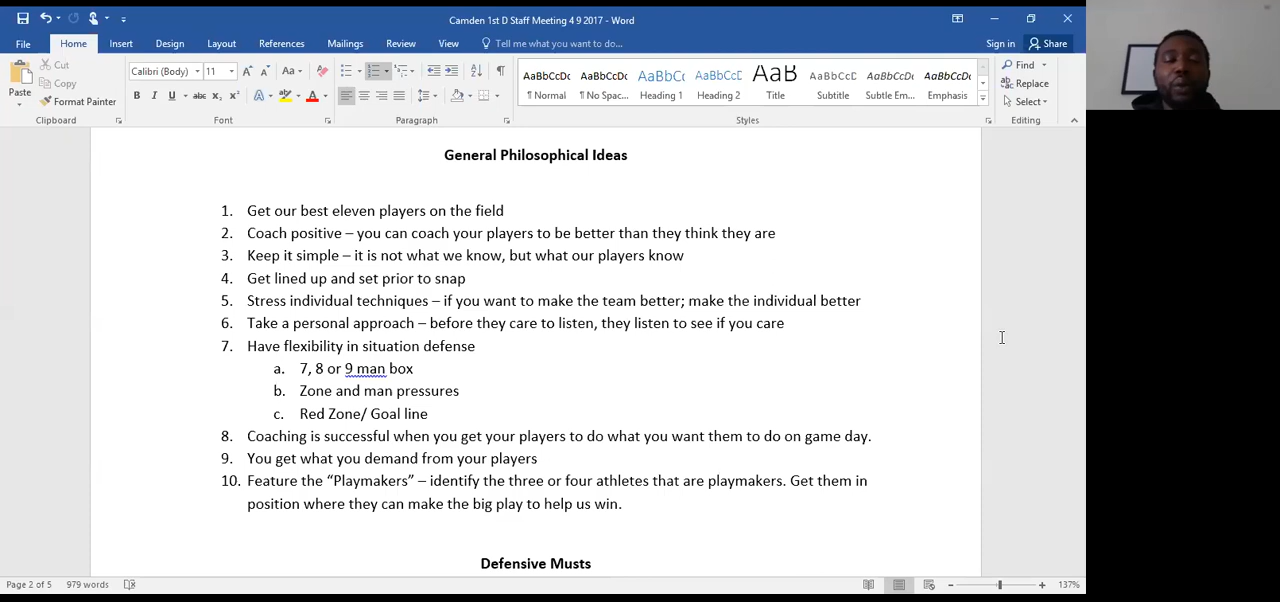 Camden 1st D Staff Meeting 4 9 2017 - Word
File Home Insert Design Layout References Mailings Review View Tell me what you want to do... Sign in Share
Paste
Cut
Copy
Format Painter
Clipboard
Calibri (Body) 11 Aa
B I U abc x₂ x² A A
Font
Paragraph
AaBbCcDc AaBbCcDc AaBbC AaBbCcD AaB AaBbCcD AaBbCcDc AaBbCcDc
¶ Normal ¶ No Spac... Heading 1 Heading 2 Title Subtitle Subtle Em... Emphasis
Styles
Find
Replace
Select
Editing
General Philosophical Ideas
1. Get our best eleven players on the field
2. Coach positive – you can coach your players to be better than they think they are
3. Keep it simple – it is not what we know, but what our players know
4. Get lined up and set prior to snap
5. Stress individual techniques – if you want to make the team better; make the individual better
6. Take a personal approach – before they care to listen, they listen to see if you care
7. Have flexibility in situation defense
a. 7, 8 or 9 man box
b. Zone and man pressures
c. Red Zone/ Goal line
8. Coaching is successful when you get your players to do what you want them to do on game day.
9. You get what you demand from your players
10. Feature the “Playmakers” – identify the three or four athletes that are playmakers. Get them in
position where they can make the big play to help us win.
Defensive Musts
Page 2 of 5 979 words 137%